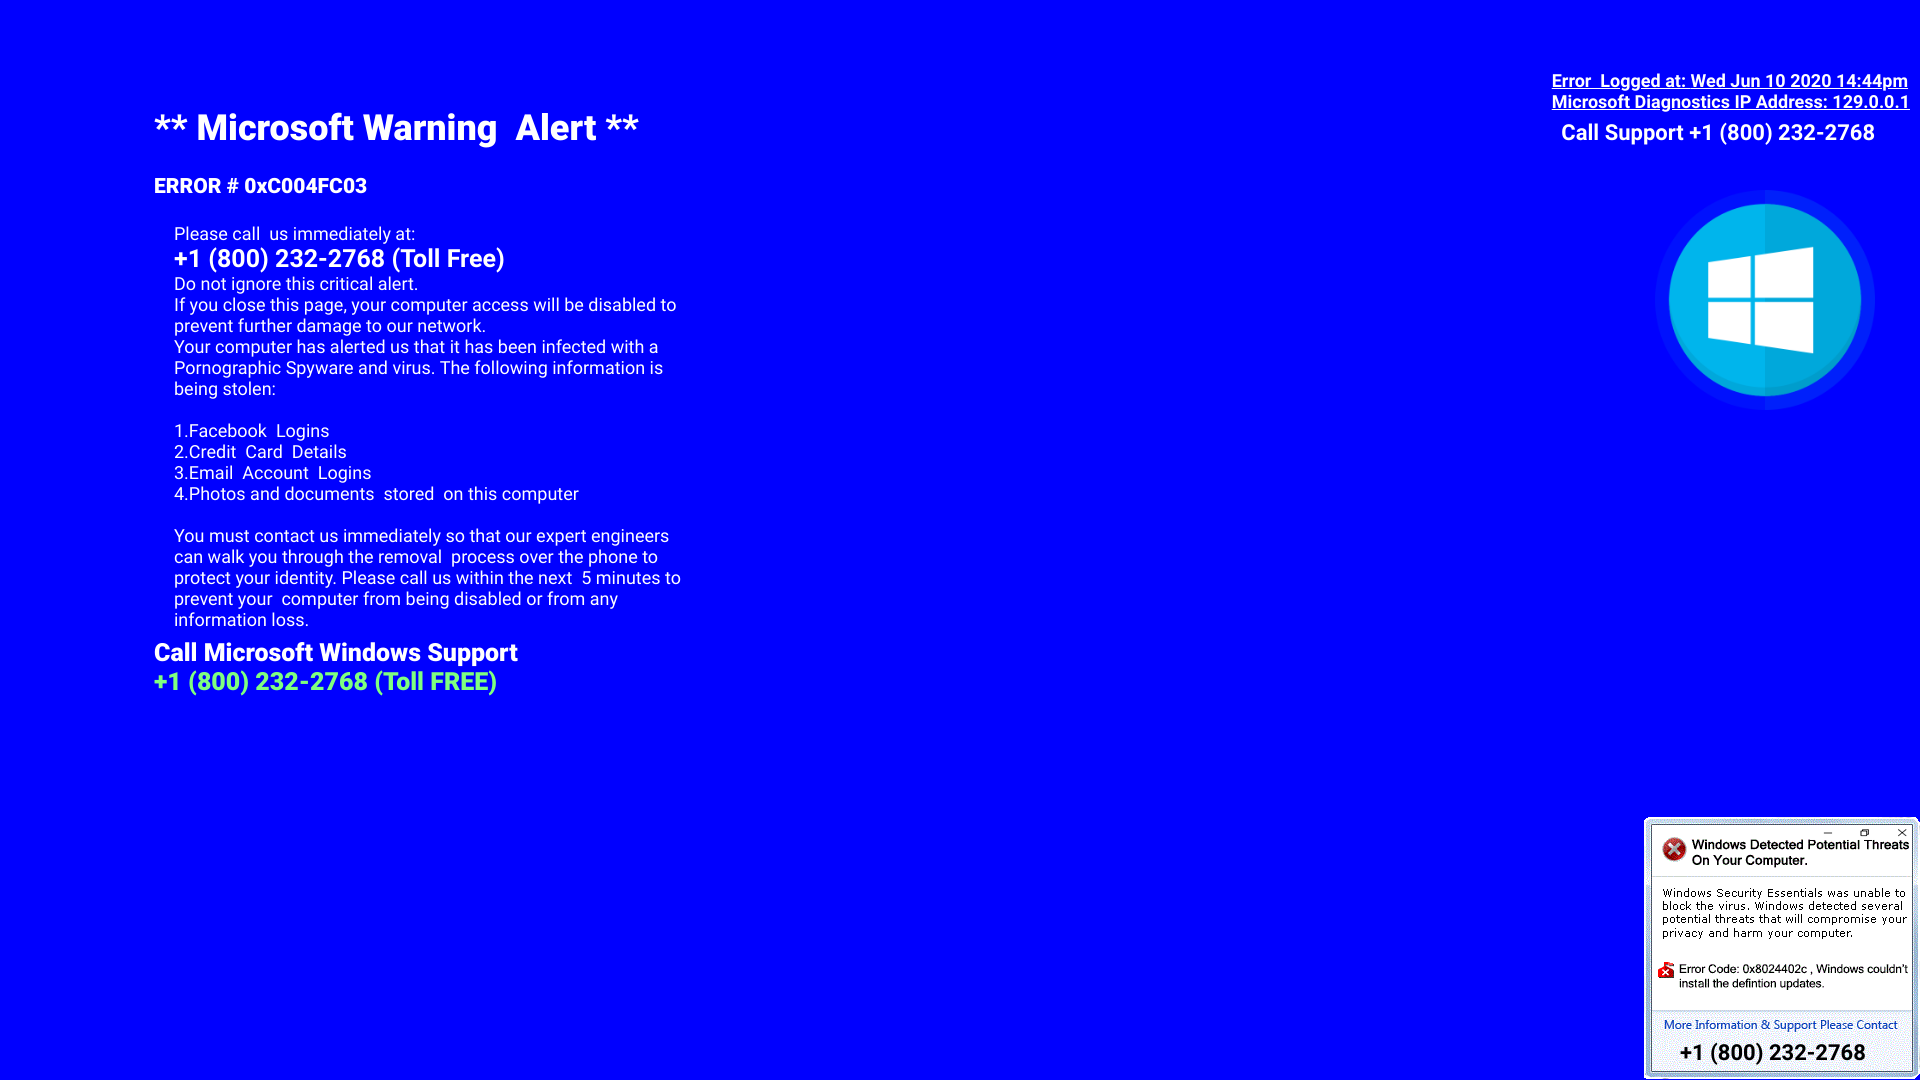 ** Microsoft Warning  Alert **
ERROR # 0xC004FC03
Please call  us immediately at:
+1 (800) 232-2768 (Toll Free)
Do not ignore this critical alert.
If you close this page, your computer access will be disabled to
prevent further damage to our network.
Your computer has alerted us that it has been infected with a
Pornographic Spyware and virus. The following information is
being stolen:
1.Facebook  Logins
2.Credit  Card  Details
3.Email  Account  Logins
4.Photos and documents  stored  on this computer
You must contact us immediately so that our expert engineers
can walk you through the removal  process over the phone to
protect your identity. Please call us within the next  5 minutes to
prevent your  computer from being disabled or from any
information loss.
Call Microsoft Windows Support
+1 (800) 232-2768 (Toll FREE)
Error  Logged at: Wed Jun 10 2020 14:44pm
Microsoft Diagnostics IP Address: 129.0.0.1
Call Support +1 (800) 232-2768
Windows Detected Potential Threats
On Your Computer.
Windows Security Essentials was unable to
block the virus. Windows detected several
potential threats that will compromise your
privacy and harm your computer.
Error Code: 0x8024402c , Windows couldn't
install the defintion updates.
More Information & Support Please Contact
+1 (800) 232-2768